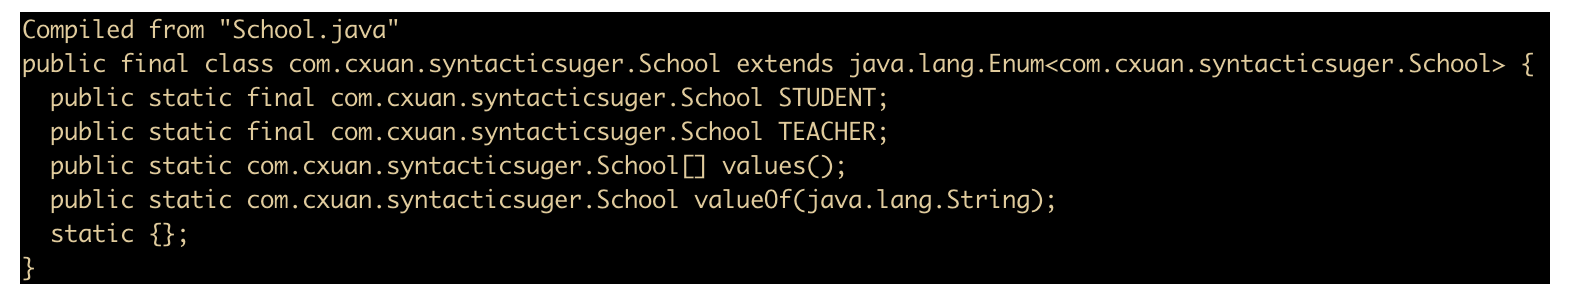 Compiled from "School.java"
public final class com.cxuan.syntacticsuger.School extends java.lang.Enum<com.cxuan.syntacticsuger.School> {
  public static final com.cxuan.syntacticsuger.School STUDENT;
  public static final com.cxuan.syntacticsuger.School TEACHER;
  public static com.cxuan.syntacticsuger.School[] values();
  public static com.cxuan.syntacticsuger.School valueOf(java.lang.String);
  static {};
}